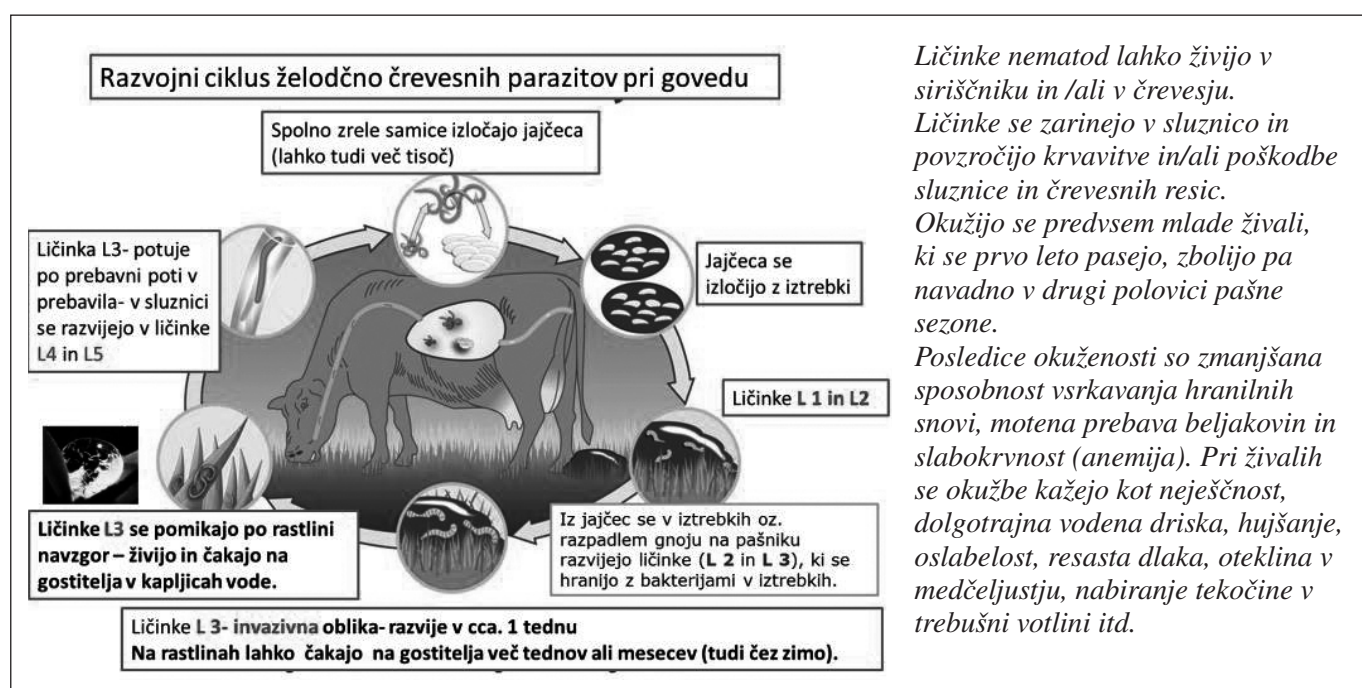 Razvojni ciklus želodčno črevesnih parazitov pri govedu
Spolno zrele samice izločajo jajčeca
(lahko tudi več tisoč)
Ličinka L3- potuje
po prebavni poti v
prebavila- v sluznici
se razvijejo v ličinke
L4 in L5
Jajčeca se
izločijo z iztrebki
Ličinke L 1 in L2
Ličinke L3 se pomikajo po rastlini
navzgor – živijo in čakajo na
gostitelja v kapljicah vode.
Iz jajčec se v iztrebkih oz.
razpadlem gnoju na pašniku
razvijejo ličinke (L 2 in L 3), ki se
hranijo z bakterijami v iztrebkih.
Ličinke L 3- invazivna oblika- razvije v cca. 1 tednu
Na rastlinah lahko čakajo na gostitelja več tednov ali mesecev (tudi čez zimo).
Ličinke nematod lahko živijo v
siriščniku in /ali v črevesju.
Ličinke se zarinejo v sluznico in
povzročijo krvavitve in/ali poškodbe
sluznice in črevesnih resic.
Okužijo se predvsem mlade živali,
ki se prvo leto pasejo, zbolijo pa
navadno v drugi polovici pašne
sezone.
Posledice okuženosti so zmanjšana
sposobnost vsrkavanja hranilnih
snovi, motena prebava beljakovin in
slabokrvnost (anemija). Pri živalih
se okužbe kažejo kot neješčnost,
dolgotrajna vodena driska, hujšanje,
oslabelost, resasta dlaka, oteklina v
medčeljustju, nabiranje tekočine v
trebušni votlini itd.